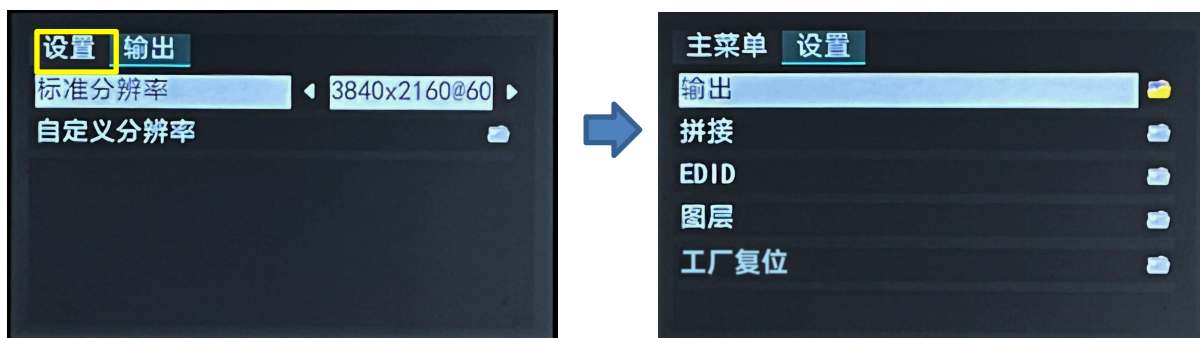 设置 输出
标准分辨率 3840x2160@60
自定义分辨率
主菜单 设置
输出
拼接
EDID
图层
工厂复位